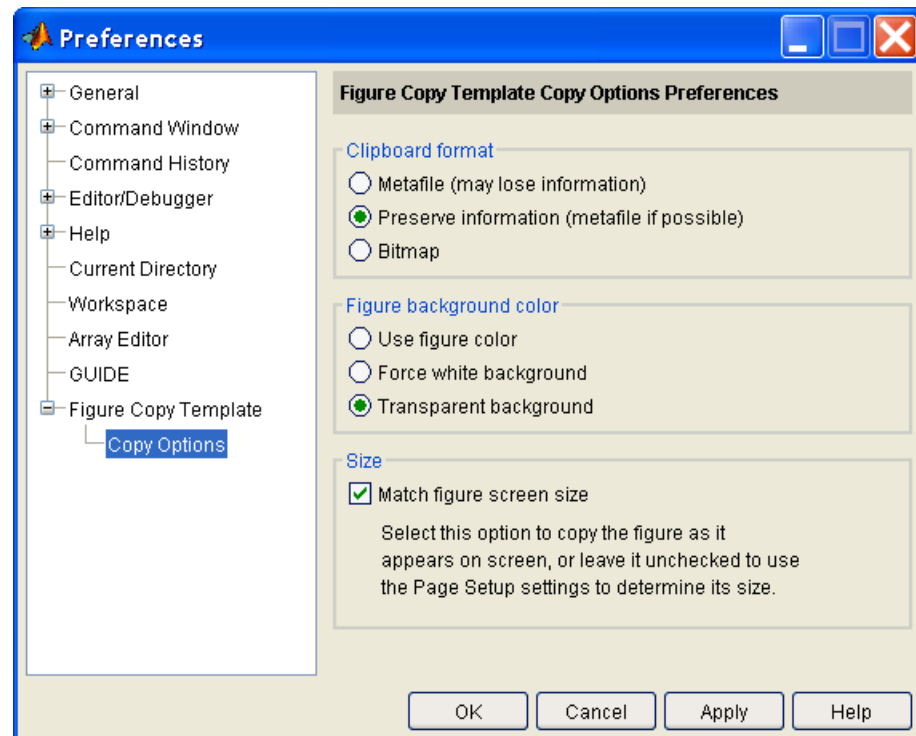 Preferences
General
Command Window
Command History
Editor/Debugger
Help
Current Directory
Workspace
Array Editor
GUIDE
Figure Copy Template
Copy Options
Figure Copy Template Copy Options Preferences
Clipboard format
Metafile (may lose information)
Preserve information (metafile if possible)
Bitmap
Figure background color
Use figure color
Force white background
Transparent background
Size
Match figure screen size
Select this option to copy the figure as it
appears on screen, or leave it unchecked to use
the Page Setup settings to determine its size.
OK
Cancel
Apply
Help